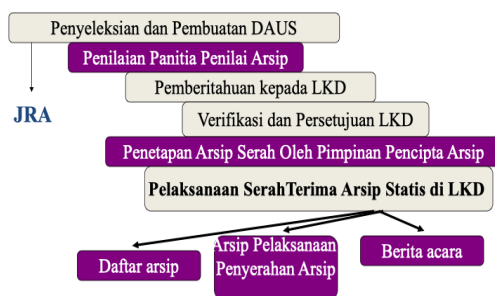 Penyeleksian dan Pembuatan DAUS
Penilaian Panitia Penilai Arsip
Pemberitahuan kepada LKD
JRA
Verifikasi dan Persetujuan LKD
Penetapan Arsip Serah Oleh Pimpinan Pencipta Arsip
Pelaksanaan SerahTerima Arsip Statis di LKD
Daftar arsip
Arsip Pelaksanaan
Penyerahan Arsip
Berita acara